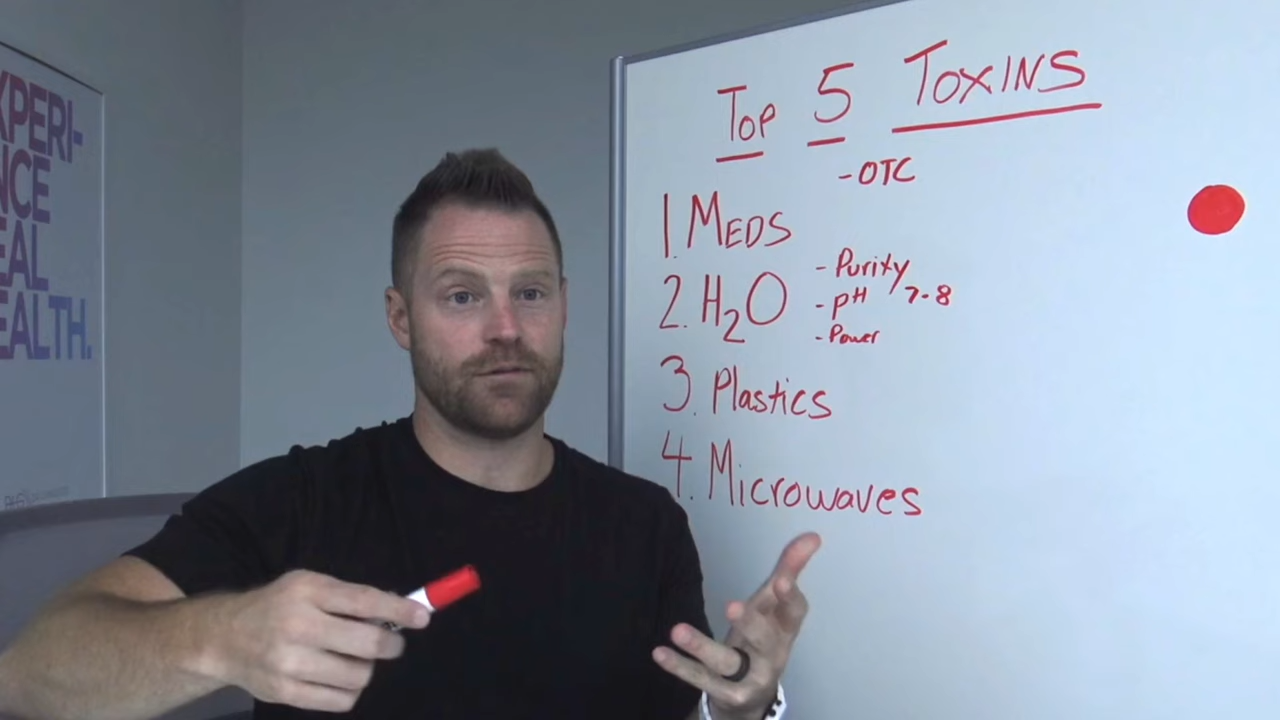 XPERI-
NCE
EAL
EALTH.
TOP 5 TOXINS
-OTC
1. MEDS
2. H2O
- Purity
- pH 7-8
- Power
3. Plastics
4. Microwaves